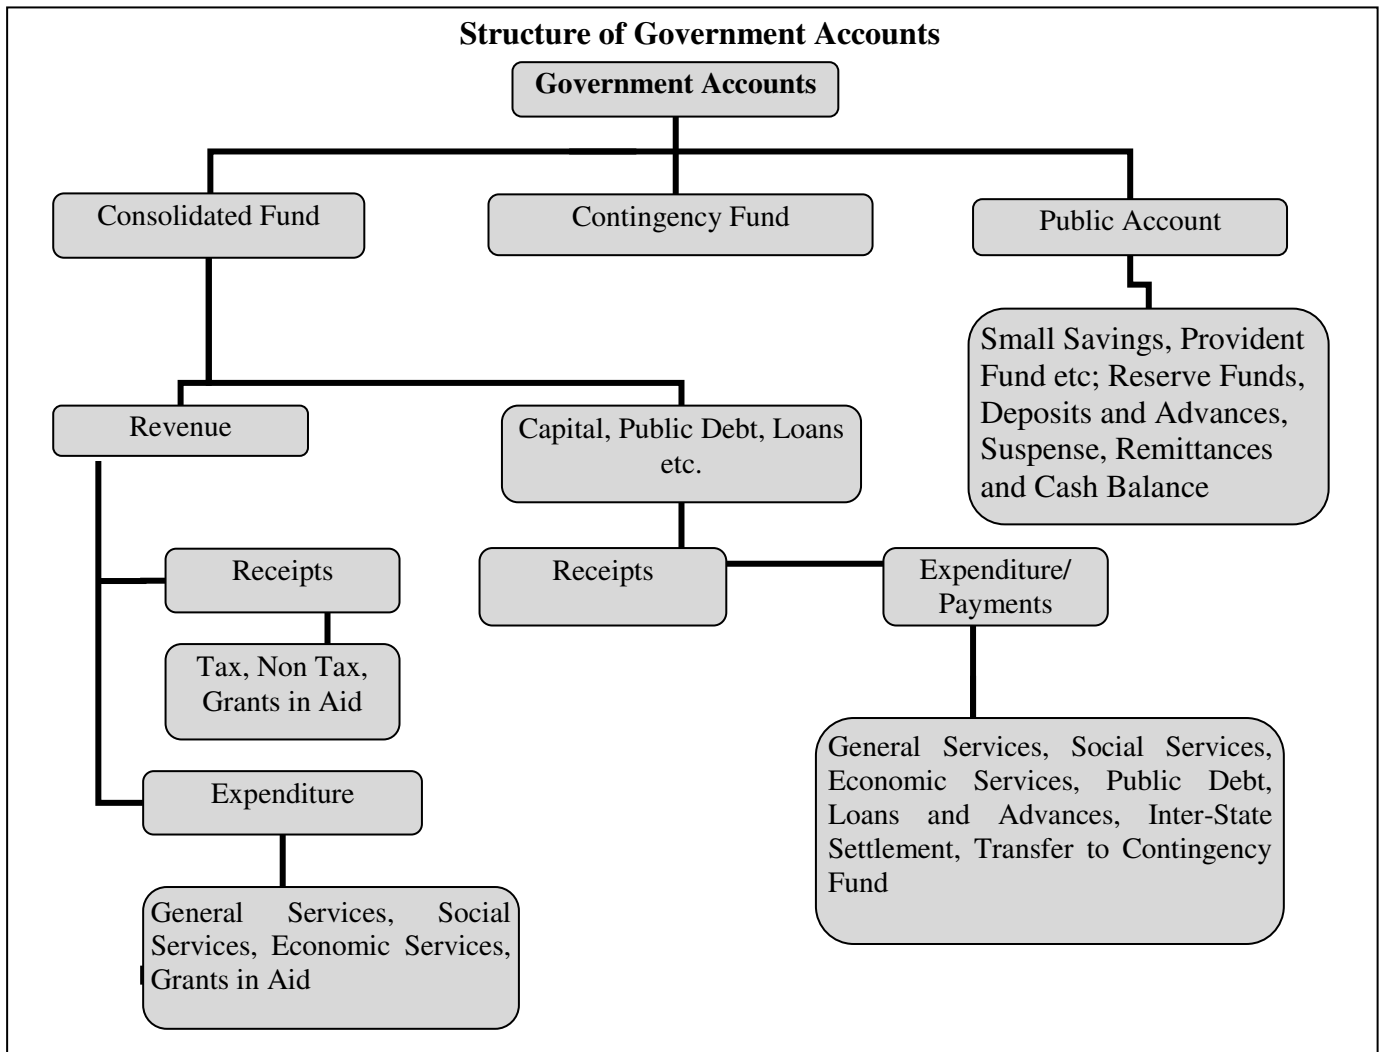 Structure of Government Accounts
Government Accounts
Consolidated Fund
Contingency Fund
Public Account
Small Savings, Provident
Fund etc; Reserve Funds,
Deposits and Advances,
Suspense, Remittances
and Cash Balance
Revenue
Capital, Public Debt, Loans
etc.
Receipts
Receipts
Expenditure/
Payments
Tax, Non Tax,
Grants in Aid
General Services, Social Services,
Economic Services, Public Debt,
Loans and Advances, Inter-State
Settlement, Transfer to Contingency
Fund
Expenditure
General Services, Social
Services, Economic Services,
Grants in Aid